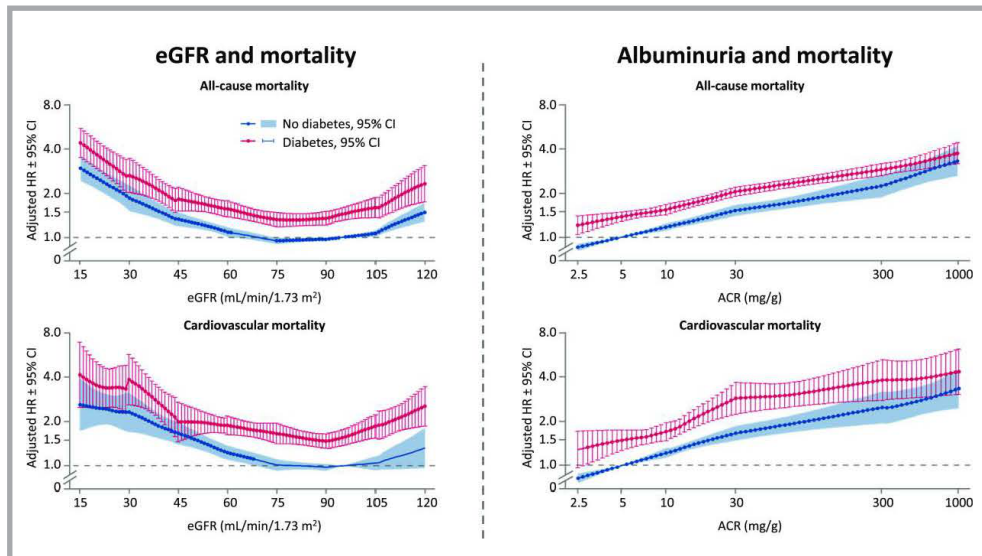 eGFR and mortality
All-cause mortality
Adjusted HR ± 95% CI
8.0
4.0
2.0
1.5
1.0
0
No diabetes, 95% CI
Diabetes, 95% CI
15 30 45 60 75 90 105 120
eGFR (mL/min/1.73 m²)
Cardiovascular mortality
Adjusted HR ± 95% CI
8.0
4.0
2.0
1.5
1.0
0
15 30 45 60 75 90 105 120
eGFR (mL/min/1.73 m²)
Albuminuria and mortality
All-cause mortality
Adjusted HR ± 95% CI
8.0
4.0
2.0
1.5
1.0
0
2.5 5 10 30 300 1000
ACR (mg/g)
Cardiovascular mortality
Adjusted HR ± 95% CI
8.0
4.0
2.0
1.5
1.0
0
2.5 5 10 30 300 1000
ACR (mg/g)